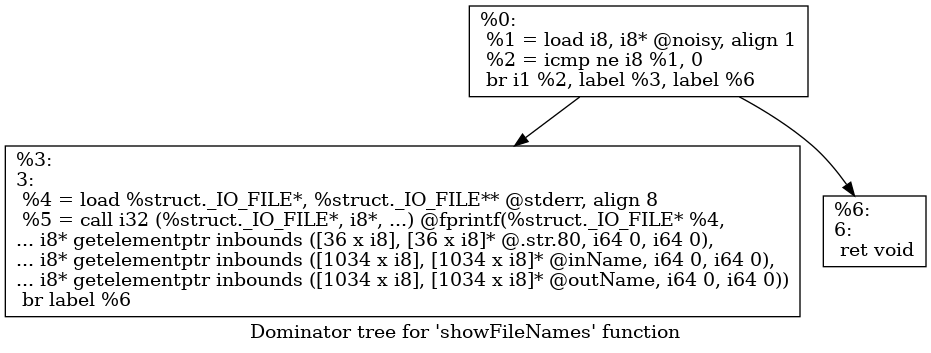 %0:
%1 = load i8, i8* @noisy, align 1
%2 = icmp ne i8 %1, 0
br i1 %2, label %3, label %6
%3:
3:
%4 = load %struct._IO_FILE*, %struct._IO_FILE** @stderr, align 8
%5 = call i32 (%struct._IO_FILE*, i8*, ...) @fprintf(%struct._IO_FILE* %4,
... i8* getelementptr inbounds ([36 x i8], [36 x i8]* @.str.80, i64 0, i64 0),
... i8* getelementptr inbounds ([1034 x i8], [1034 x i8]* @inName, i64 0, i64 0),
... i8* getelementptr inbounds ([1034 x i8], [1034 x i8]* @outName, i64 0, i64 0))
br label %6
%6:
6:
ret void
Dominator tree for 'showFileNames' function